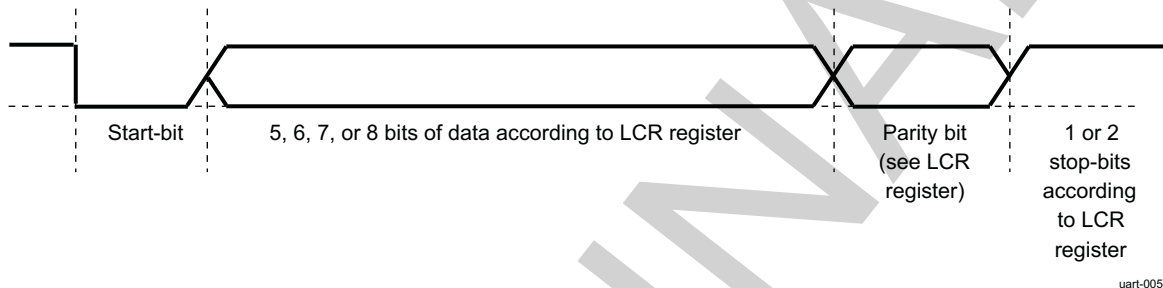 Start-bit
5, 6, 7, or 8 bits of data according to LCR register
Parity bit
(see LCR
register)
1 or 2
stop-bits
according
to LCR
register
uart-005